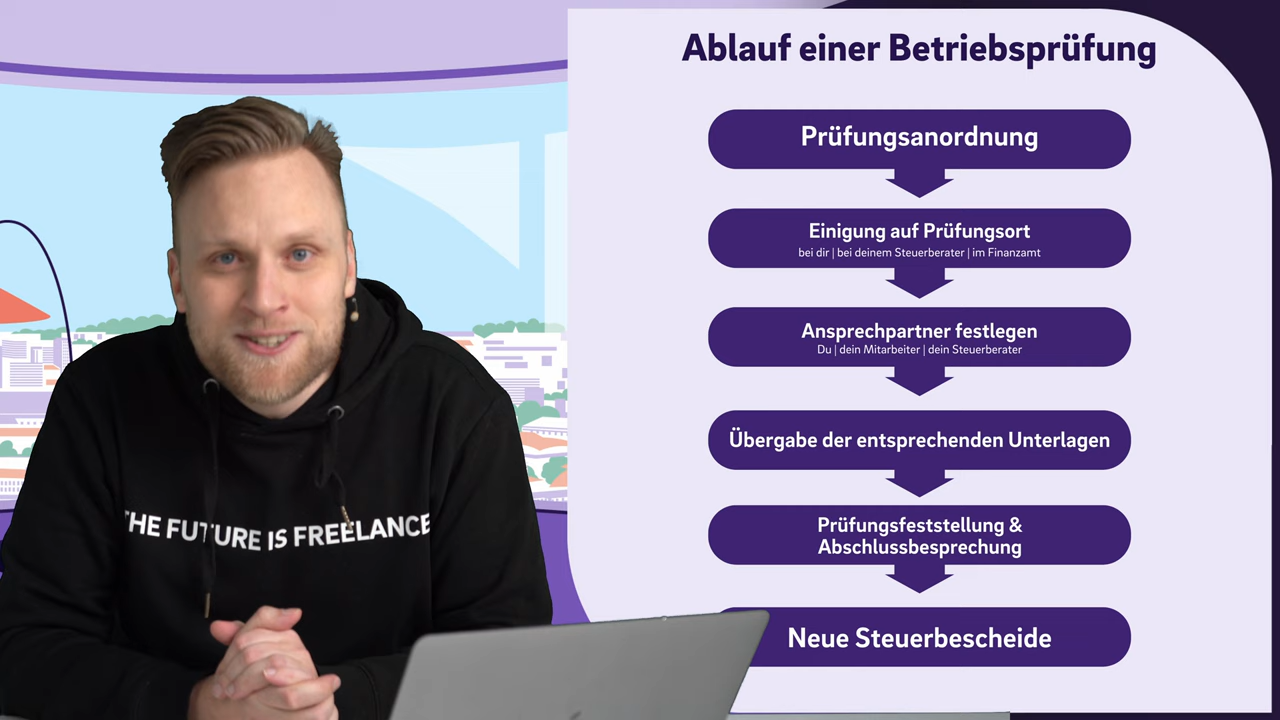 Ablauf einer Betriebsprüfung
Prüfungsanordnung
Einigung auf Prüfungsort
bei dir | bei deinem Steuerberater | im Finanzamt
Ansprechpartner festlegen
Du | dein Mitarbeiter | dein Steuerberater
Übergabe der entsprechenden Unterlagen
Prüfungsfeststellung &
Abschlussbesprechung
Neue Steuerbescheide
THE FUTURE IS FREELANCE